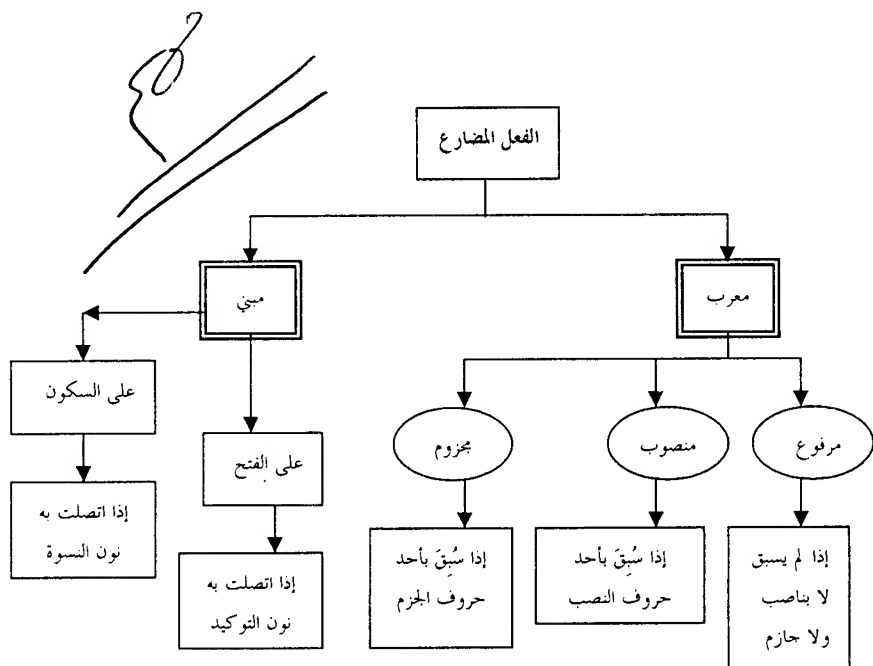 الفعل المضارع
معرب
مبني
مرفوع
منصوب
مجزوم
على الفتح
على السكون
إذا لم يسبق
لا بناصب
ولا جازم
إذا سُبِقَ بأحد
حروف النصب
إذا سُبِقَ بأحد
حروف الجزم
إذا اتصلت به
نون التوكيد
إذا اتصلت به
نون النسوة